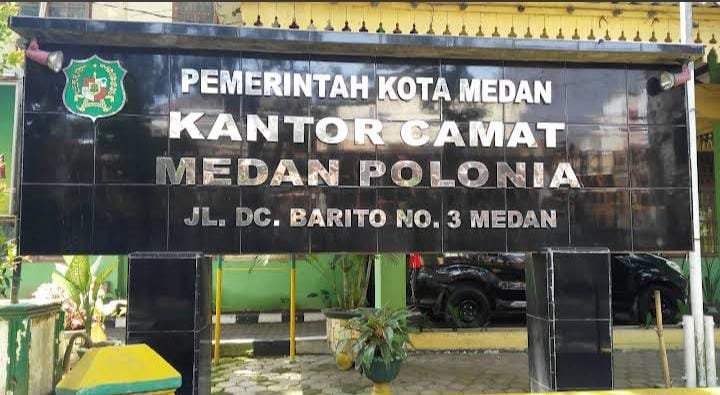 PEMERINTAH KOTA MEDAN
KANTOR CAMAT
MEDAN POLONIA
JL. DC. BARITO NO. 3 MEDAN